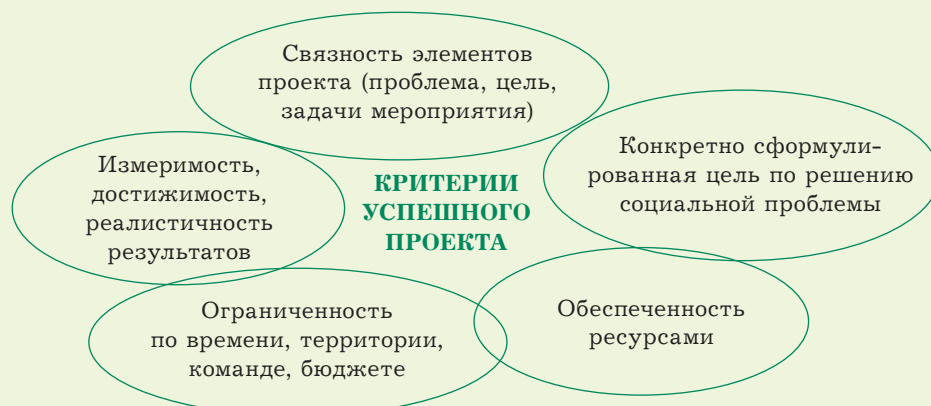 Связность элементов
проекта (проблема, цель,
задачи мероприятия)
Измеримость,
достижимость,
реалистичность
результатов
КРИТЕРИИ
УСПЕШНОГО
ПРОЕКТА
Конкретно сформули-
рованная цель по решению
социальной проблемы
Ограниченность
по времени, территории,
команде, бюджете
Обеспеченность
ресурсами